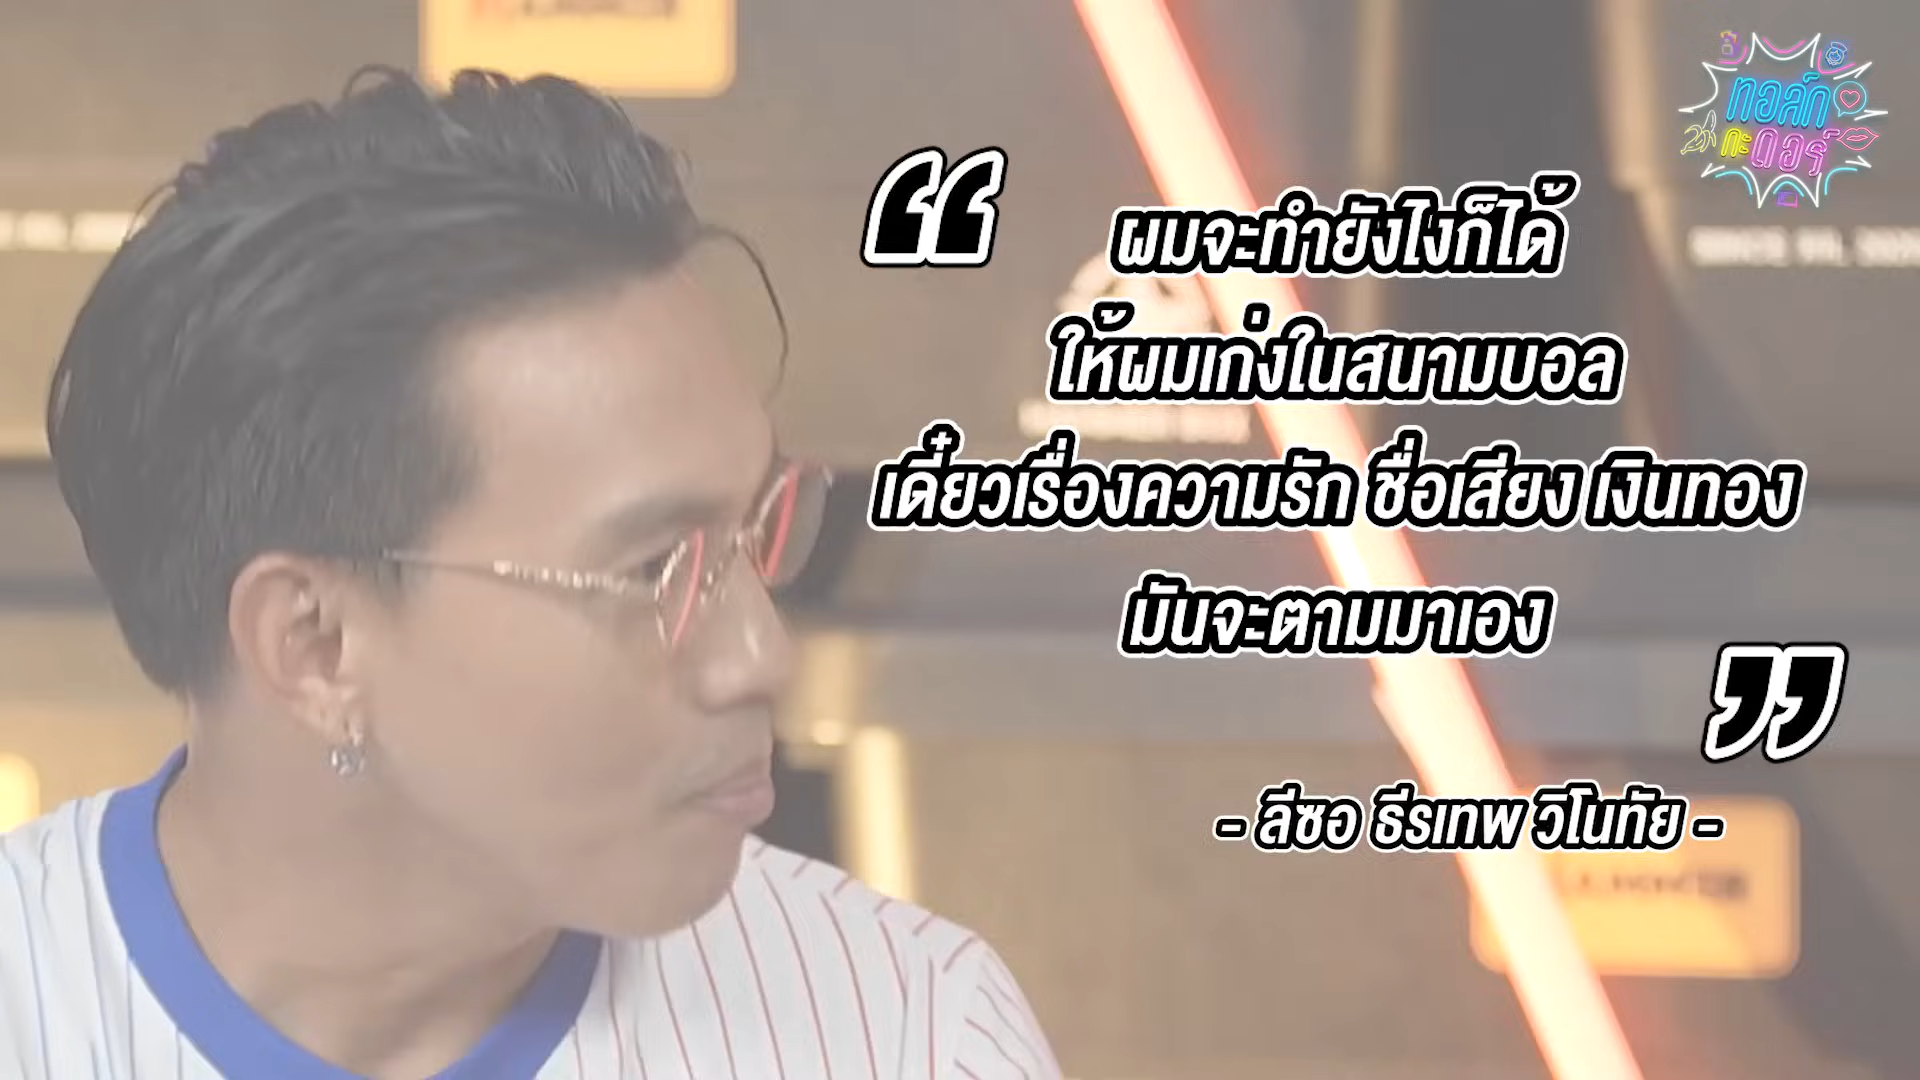 ทอล์ก
กะเทย
ผมจะทำยังไงก็ได้
ให้ผมเก่งในสนามบอล
เดี๋ยวเรื่องความรัก ชื่อเสียง เงินทอง
มันจะตามมาเอง
- ลีซอ ธีรเทพ วิโนทัย -